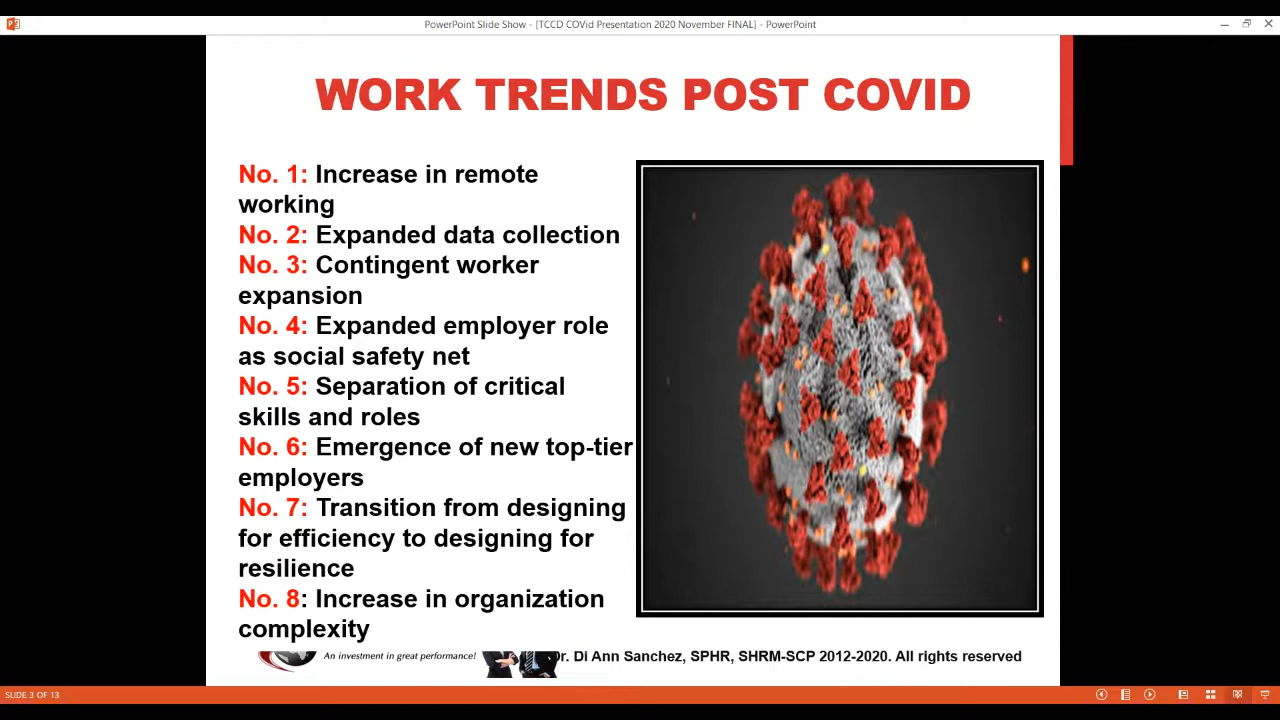 PowerPoint Slide Show - [TCCD COVid Presentation 2020 November FINAL] - PowerPoint
WORK TRENDS POST COVID
No. 1: Increase in remote
working
No. 2: Expanded data collection
No. 3: Contingent worker
expansion
No. 4: Expanded employer role
as social safety net
No. 5: Separation of critical
skills and roles
No. 6: Emergence of new top-tier
employers
No. 7: Transition from designing
for efficiency to designing for
resilience
No. 8: Increase in organization
complexity
An investment in great performance!
Dr. Di Ann Sanchez, SPHR, SHRM-SCP 2012-2020. All rights reserved
SLIDE 3 OF 13